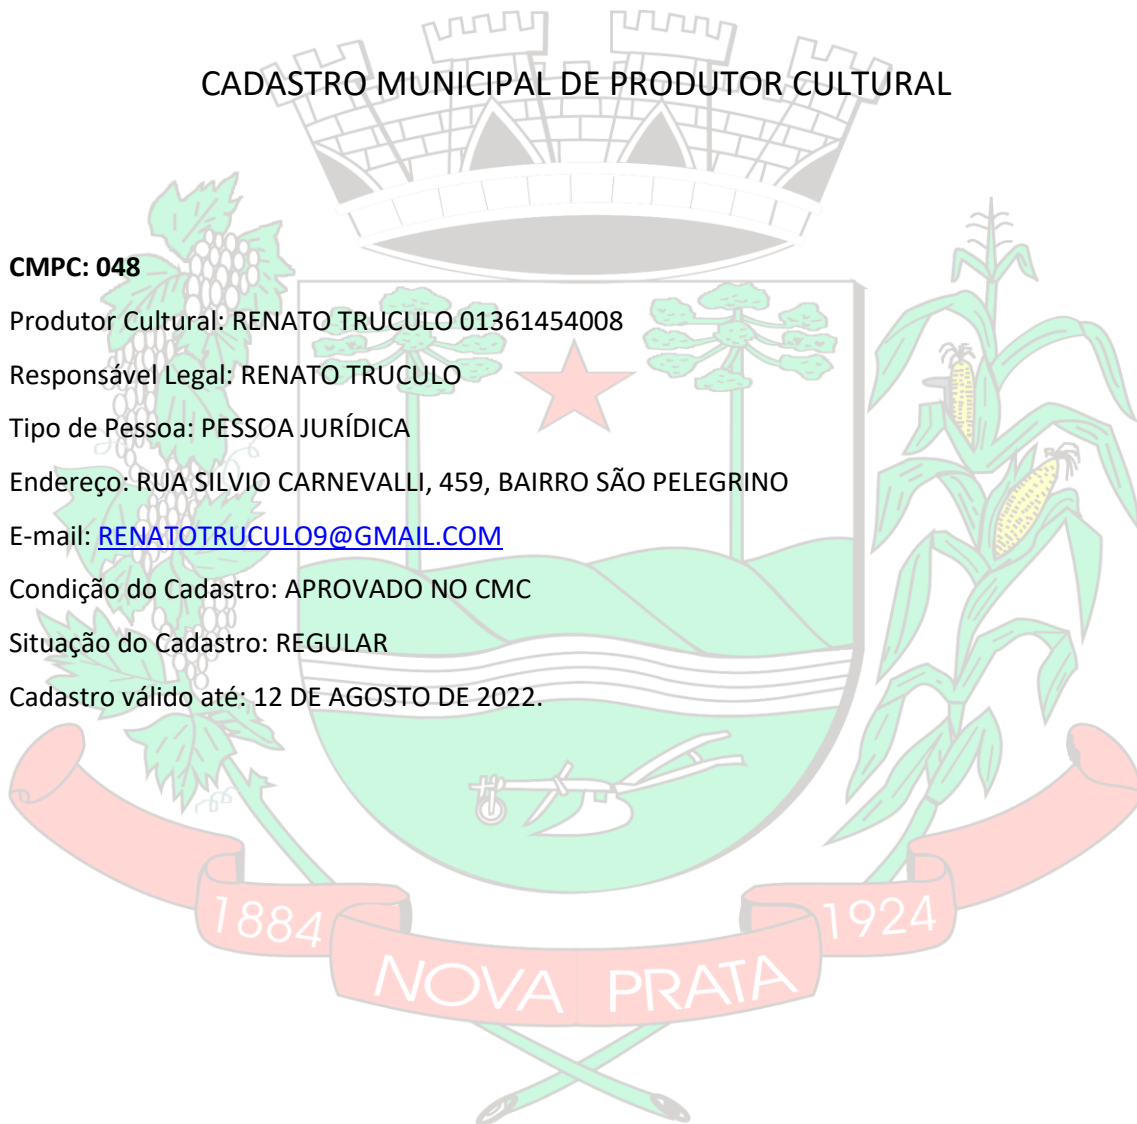 CADASTRO MUNICIPAL DE PRODUTOR CULTURAL
CMPC: 048
Produtor Cultural: RENATO TRUCULO 01361454008
Responsável Legal: RENATO TRUCULO
Tipo de Pessoa: PESSOA JURÍDICA
Endereço: RUA SILVIO CARNEVALLI, 459, BAIRRO SÃO PELEGRINO
E-mail: RENATOTRUCULO9@GMAIL.COM
Condição do Cadastro: APROVADO NO CMC
Situação do Cadastro: REGULAR
Cadastro válido até: 12 DE AGOSTO DE 2022.
1884
1924
NOVA PRATA